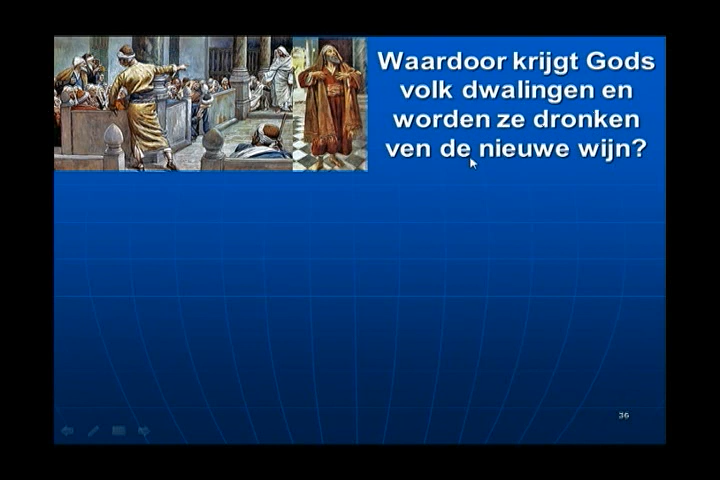 Waardoor krijgt Gods
volk dwalingen en
worden ze dronken
ven de nieuwe wijn?
36